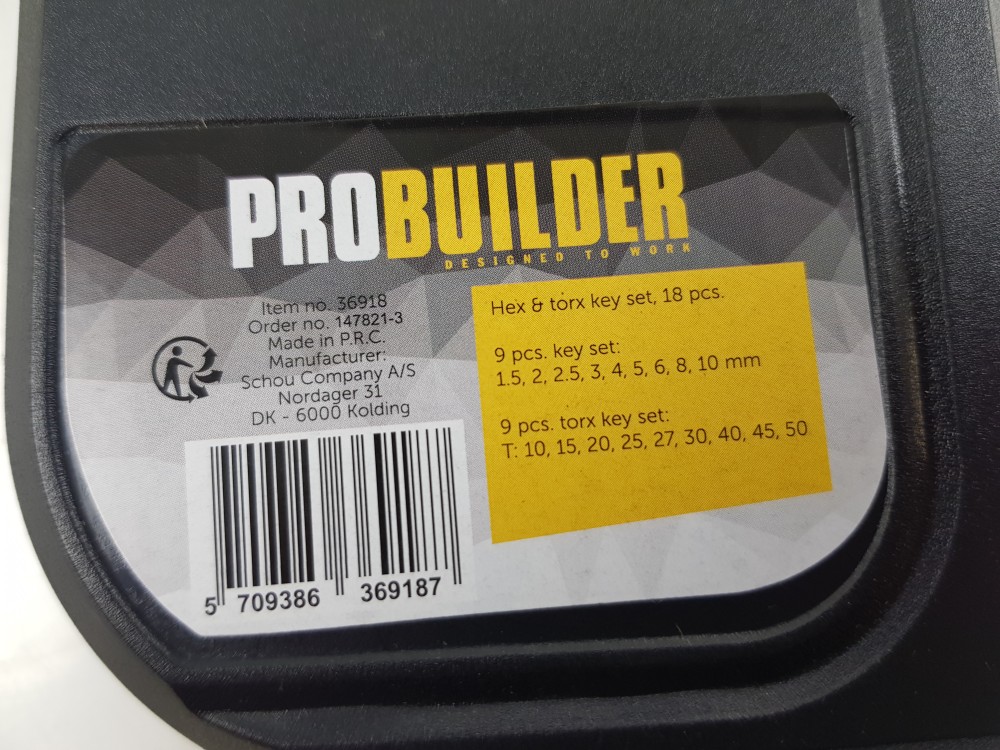 PROBUILDER
DESIGNED TO WORK
Item no. 36918
Order no. 147821-3
Made in P.R.C.
Manufacturer:
Schou Company A/S
Nordager 31
DK - 6000 Kolding
5 709386 369187
Hex & torx key set, 18 pcs.
9 pcs. key set:
1.5, 2, 2.5, 3, 4, 5, 6, 8, 10 mm
9 pcs. torx key set:
T: 10, 15, 20, 25, 27, 30, 40, 45, 50